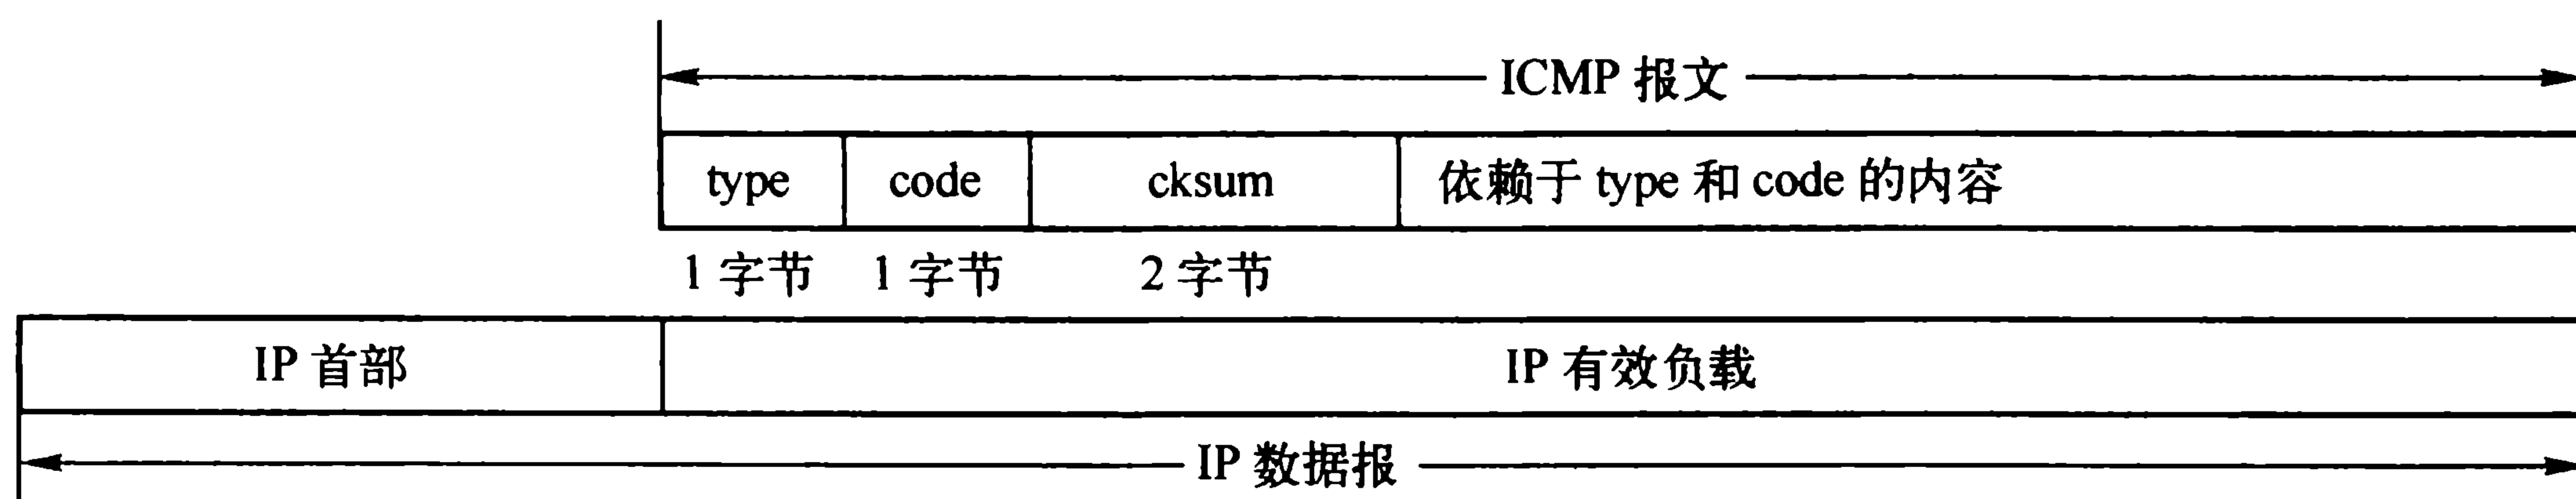 ICMP 报文
type code cksum 依赖于 type 和 code 的内容
1 字节 1 字节 2 字节
IP 首部 IP 有效负载
IP 数据报